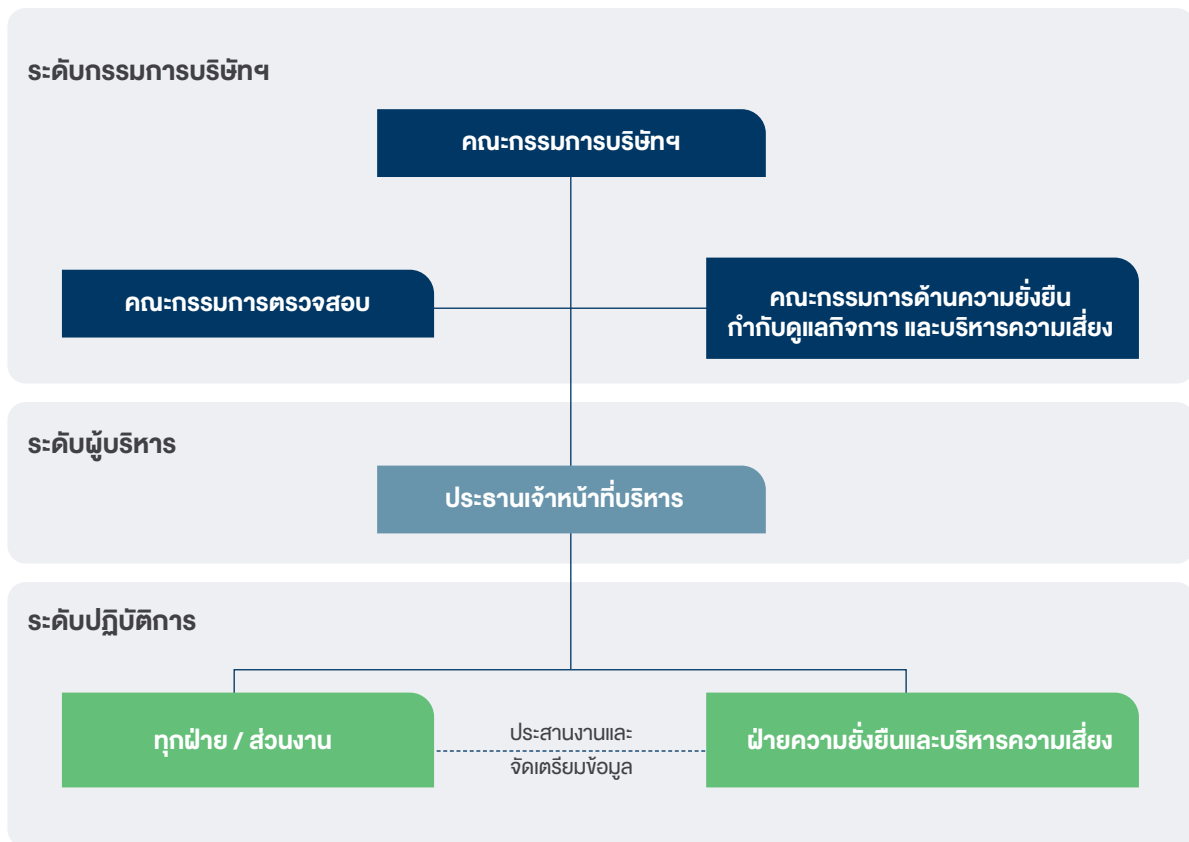 ระดับกรรมการบริษัทฯ
คณะกรรมการบริษัทฯ
คณะกรรมการตรวจสอบ
คณะกรรมการด้านความยั่งยืน
กำกับดูแลกิจการ และบริหารความเสี่ยง
ระดับผู้บริหาร
ประธานเจ้าหน้าที่บริหาร
ระดับปฏิบัติการ
ทุกฝ่าย / ส่วนงาน
ประสานงานและ
จัดเตรียมข้อมูล
ฝ่ายความยั่งยืนและบริหารความเสี่ยง